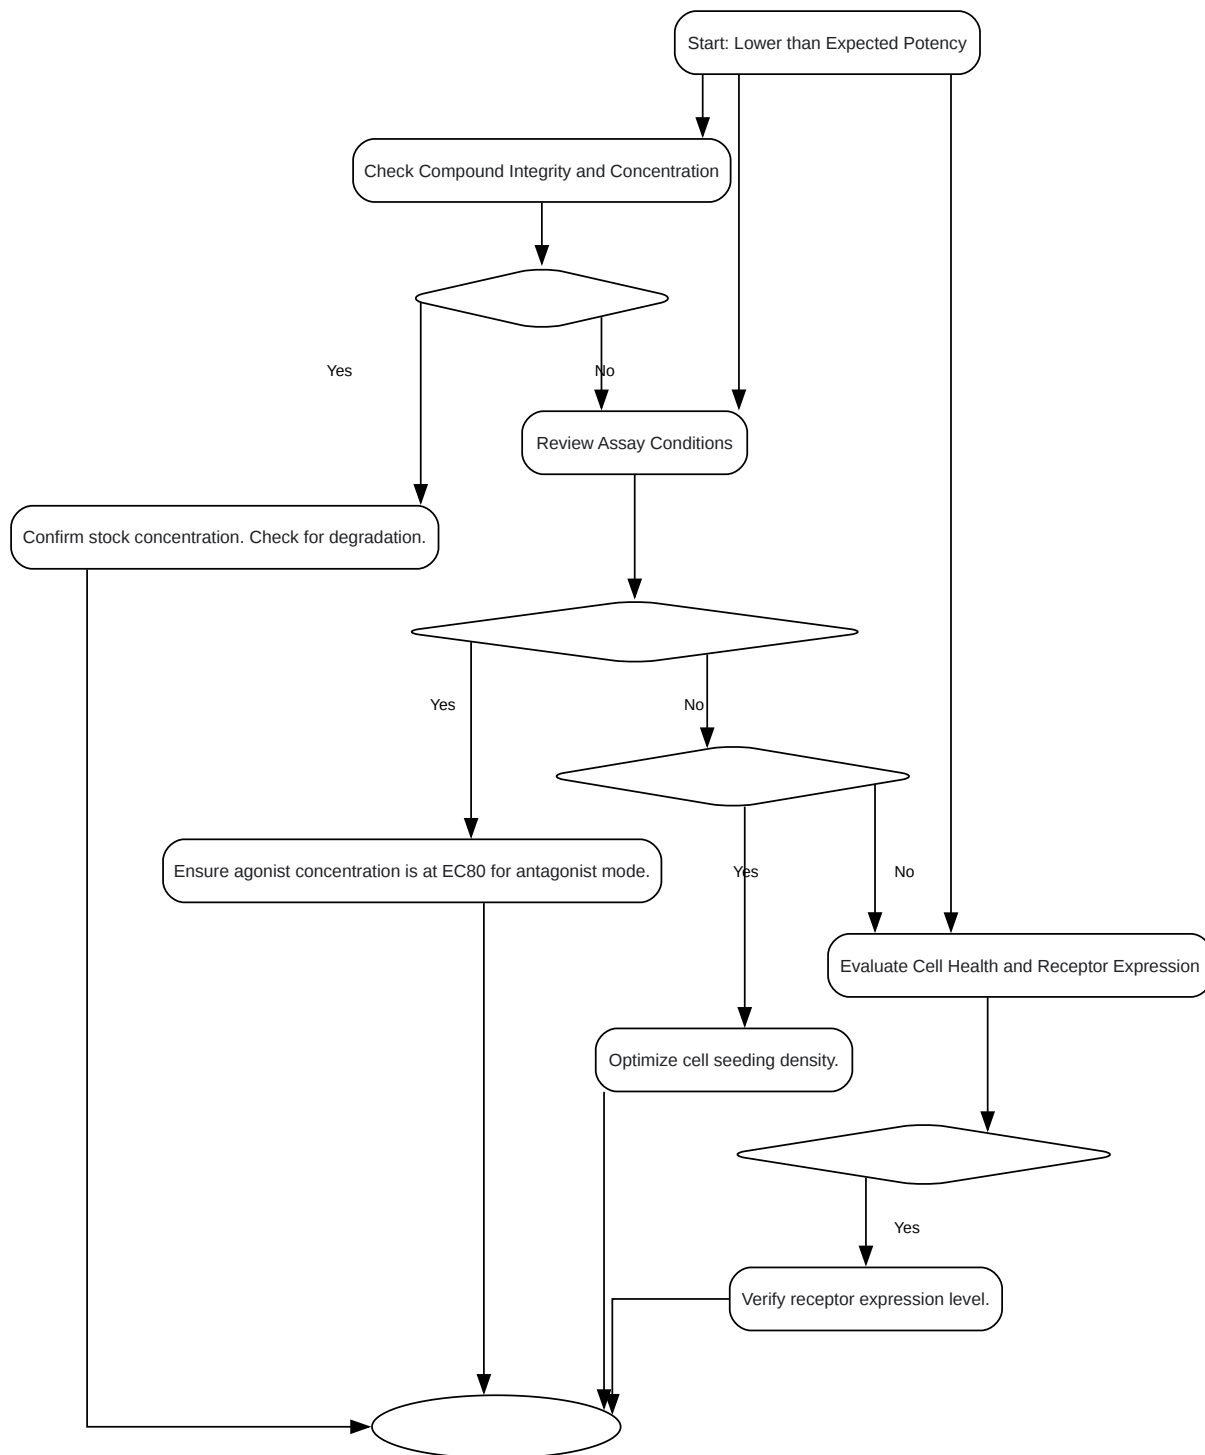 Start: Lower than Expected Potency
Check Compound Integrity and Concentration
Yes
No
Review Assay Conditions
Confirm stock concentration. Check for degradation.
Yes
No
Ensure agonist concentration is at EC80 for antagonist mode.
Yes
No
Evaluate Cell Health and Receptor Expression
Optimize cell seeding density.
Yes
Verify receptor expression level.